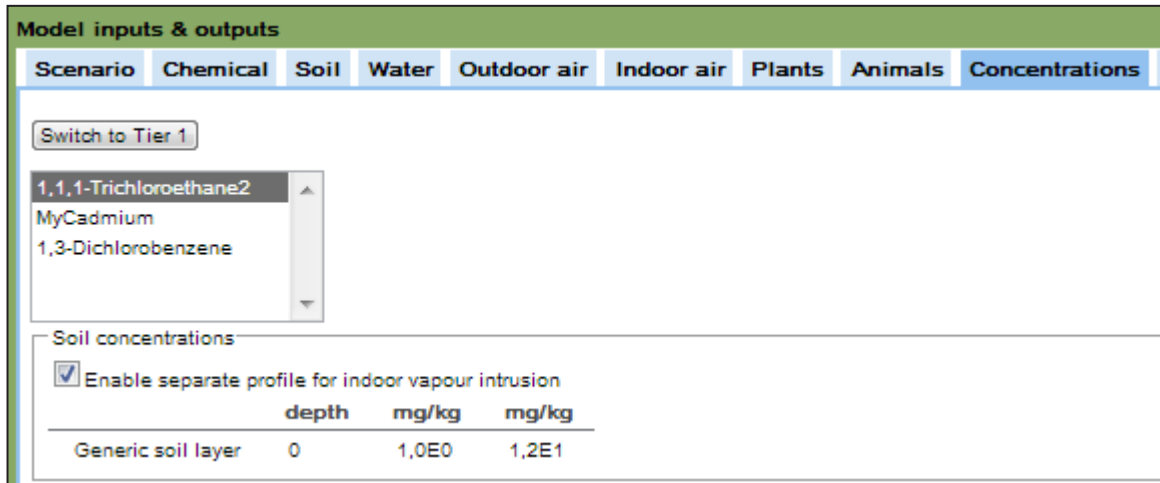 Model inputs & outputs
Scenario Chemical Soil Water Outdoor air Indoor air Plants Animals Concentrations
Switch to Tier 1
1,1,1-Trichloroethane2
MyCadmium
1,3-Dichlorobenzene
Soil concentrations
Enable separate profile for indoor vapour intrusion
depth mg/kg mg/kg
Generic soil layer 0 1,0E0 1,2E1